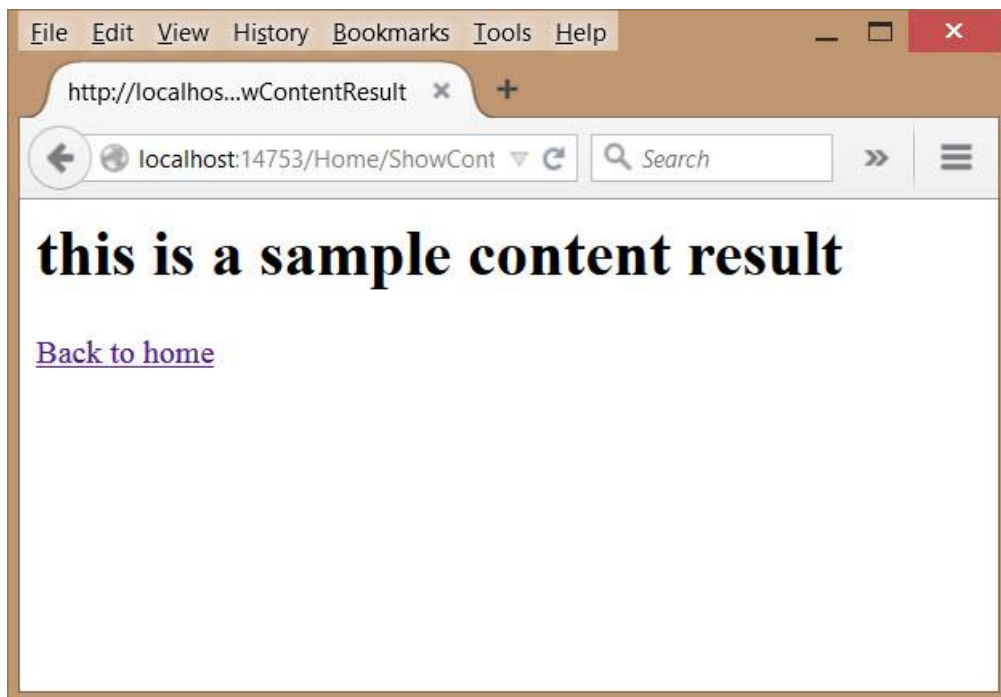 File Edit View History Bookmarks Tools Help
http://localhos...wContentResult
localhost:14753/Home/ShowCont
Search
this is a sample content result
Back to home